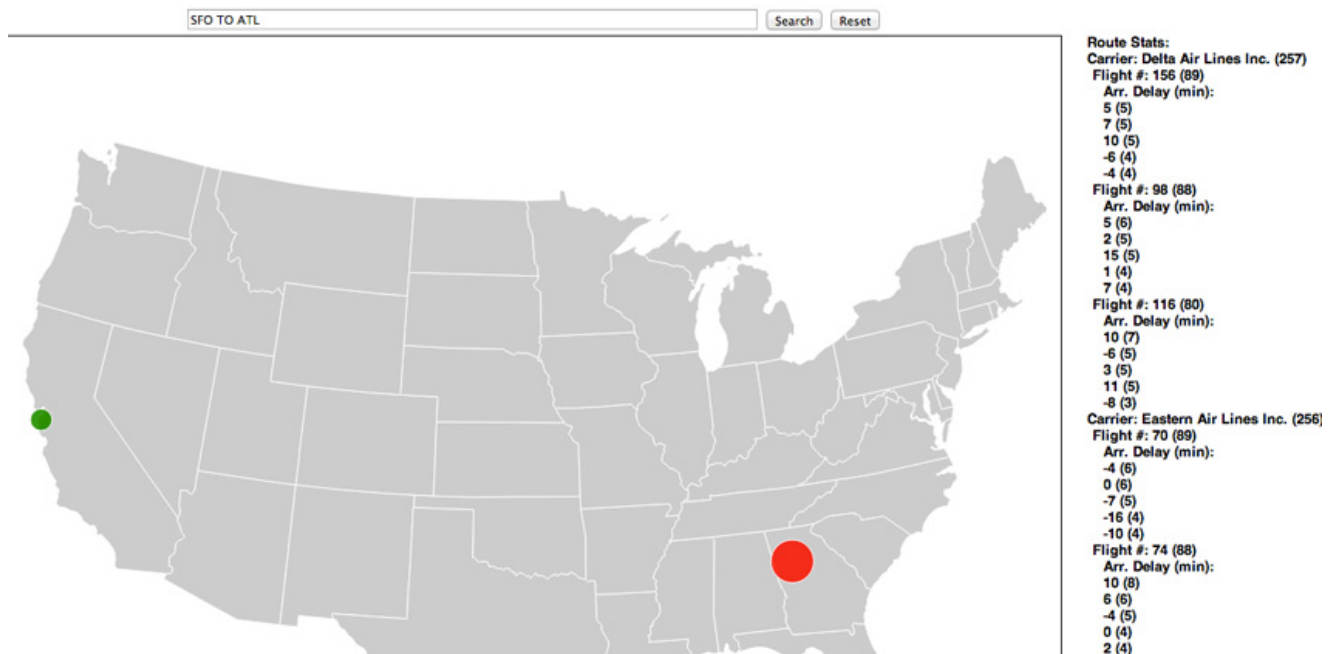 SFO TO ATL
Search
Reset
Route Stats:
Carrier: Delta Air Lines Inc. (257)
Flight #: 156 (89)
Arr. Delay (min):
5 (5)
7 (5)
10 (5)
-6 (4)
-4 (4)
Flight #: 98 (88)
Arr. Delay (min):
5 (6)
2 (5)
15 (5)
1 (4)
7 (4)
Flight #: 116 (80)
Arr. Delay (min):
10 (7)
-6 (5)
3 (5)
11 (5)
-8 (3)
Carrier: Eastern Air Lines Inc. (256)
Flight #: 70 (89)
Arr. Delay (min):
-4 (6)
0 (6)
-7 (5)
-16 (4)
-10 (4)
Flight #: 74 (88)
Arr. Delay (min):
10 (8)
6 (6)
-4 (5)
0 (4)
2 (4)